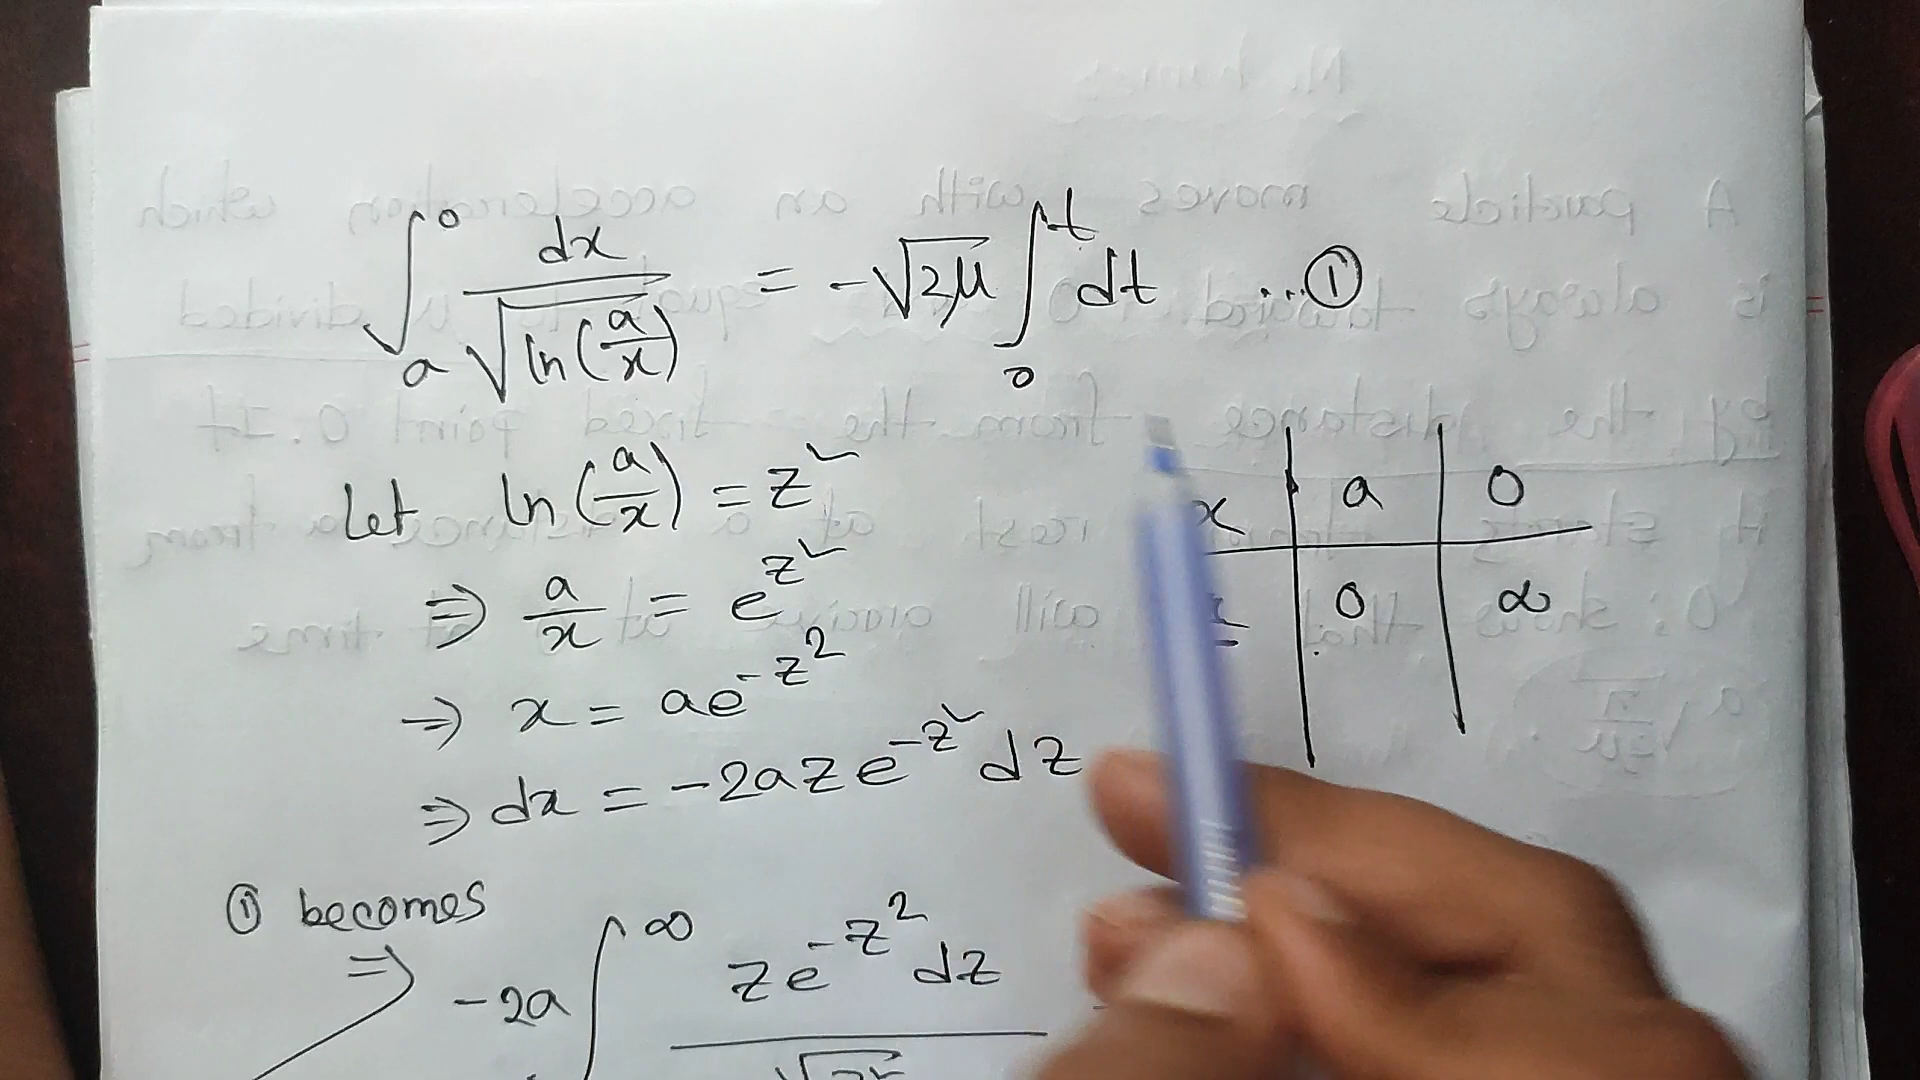 ∫ₐ⁰ dx / √(ln(a/x)) = -√2μ ∫₀ᵗ dt ...①
Let ln(a/x) = z²
⇒ a/x = e^z²
→ x = ae^-z²
⇒ dx = -2aze^-z² dz
x | a | 0
z | 0 | ∞
① becomes
⇒ -2a ∫^∞ ze^-z² dz / √z²